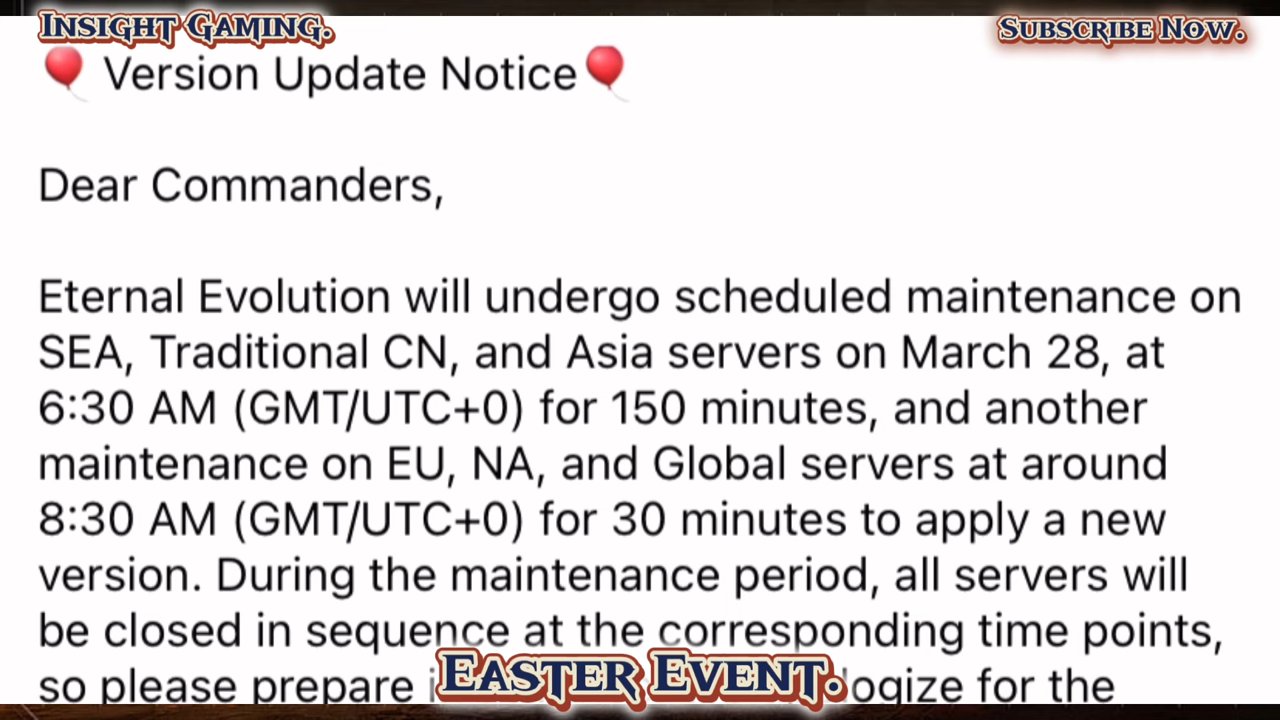 Insight Gaming.
Subscribe Now.
🎈 Version Update Notice🎈
Dear Commanders,
Eternal Evolution will undergo scheduled maintenance on
SEA, Traditional CN, and Asia servers on March 28, at
6:30 AM (GMT/UTC+0) for 150 minutes, and another
maintenance on EU, NA, and Global servers at around
8:30 AM (GMT/UTC+0) for 30 minutes to apply a new
version. During the maintenance period, all servers will
be closed in sequence at the corresponding time points,
so please prepare
for the
Easter Event.